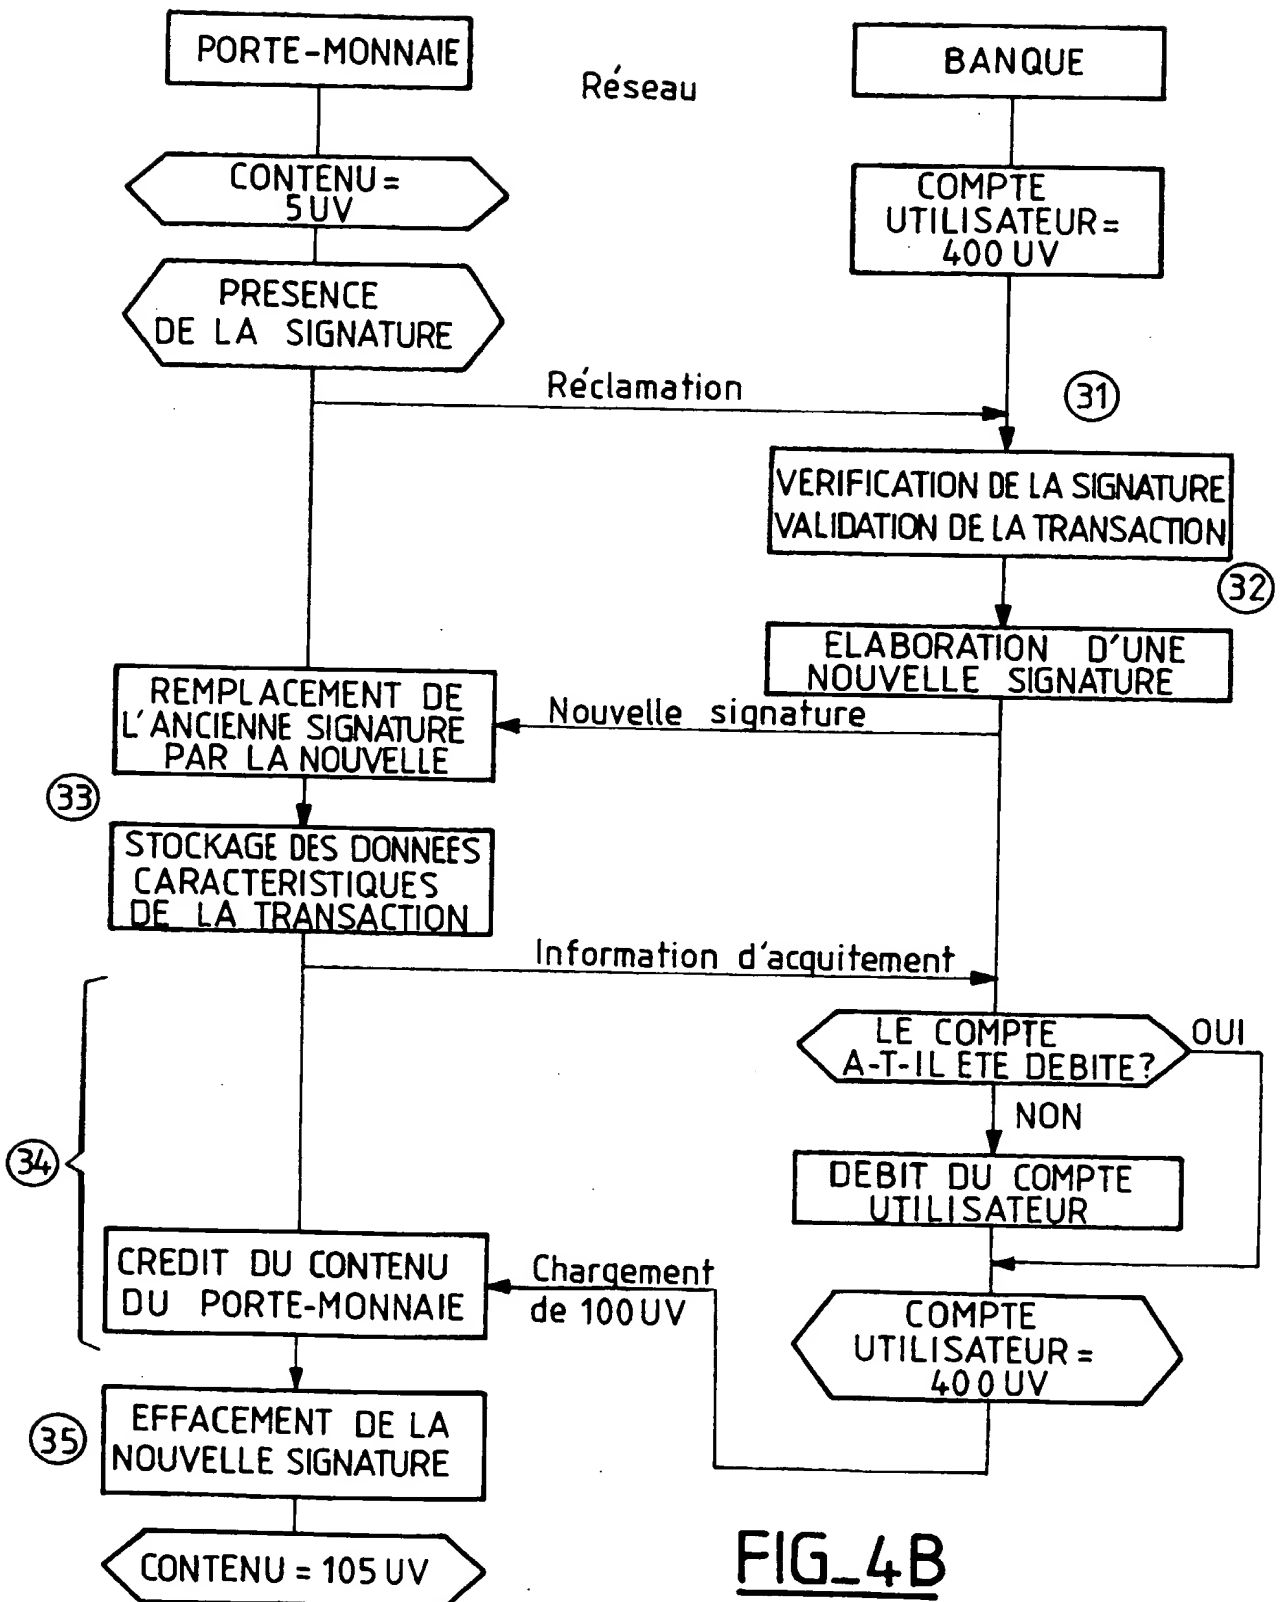 PORTE-MONNAIE
Réseau
BANQUE
CONTENU =
5UV
COMPTE
UTILISATEUR =
400 UV
PRESENCE
DE LA SIGNATURE
Réclamation
31
VERIFICATION DE LA SIGNATURE
VALIDATION DE LA TRANSACTION
32
ELABORATION D'UNE
NOUVELLE SIGNATURE
Nouvelle signature
REMPLACEMENT DE
L'ANCIENNE SIGNATURE
PAR LA NOUVELLE
33
STOCKAGE DES DONNEES
CARACTERISTIQUES
DE LA TRANSACTION
Information d'acquitement
LE COMPTE
A-T-IL ETE DEBITE?
OUI
NON
34
DEBIT DU COMPTE
UTILISATEUR
CREDIT DU CONTENU
DU PORTE-MONNAIE
Chargement
de 100 UV
COMPTE
UTILISATEUR =
400 UV
35
EFFACEMENT DE LA
NOUVELLE SIGNATURE
CONTENU = 105 UV
FIG_4B